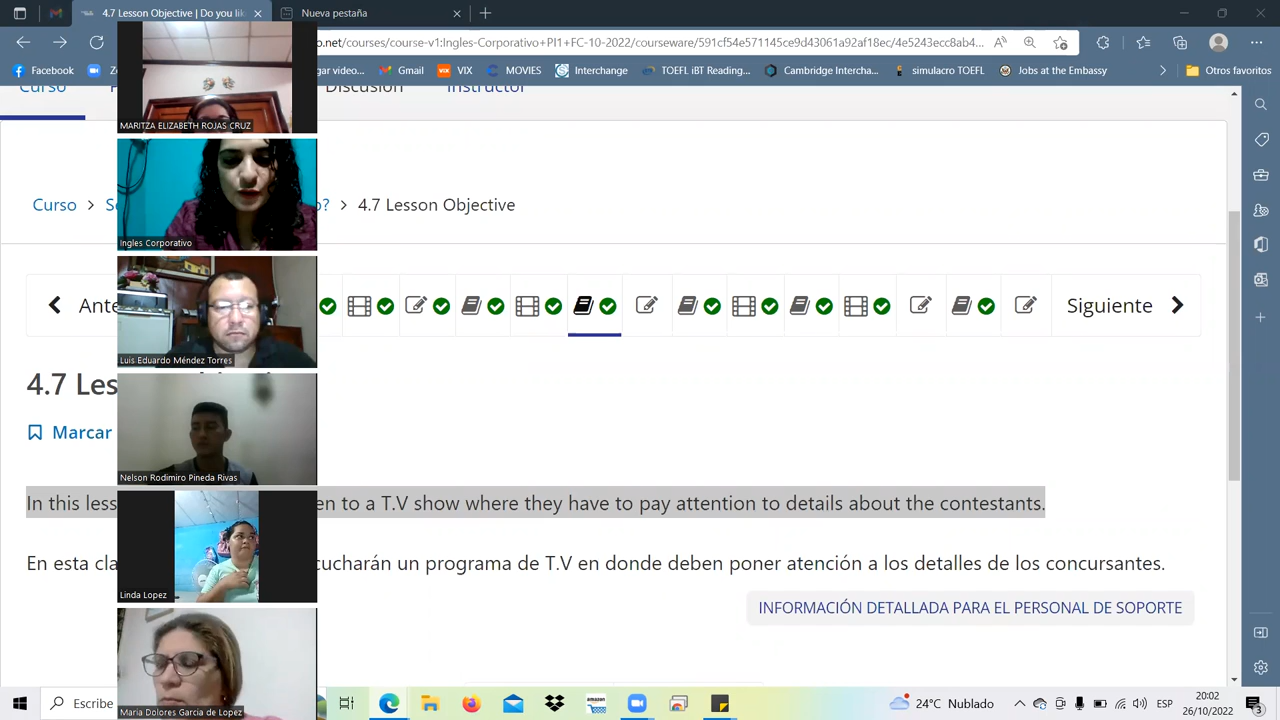 4.7 Lesson Objective | Do you like
Nueva pestaña
.net/courses/course-v1:Ingles-Corporativo+PI1+FC-10-2022/courseware/591cf54e571145ce9d43061a92af18ec/4e5243ecc8ab4...
Facebook
Zoom
gar video...
Gmail
VIX
MOVIES
Interchange
TOEFL iBT Reading...
Cambridge Intercha...
Macro TOEFL
Jobs at the Embassy
Otros favoritos
Curso
Discusión
Instructor
MARITZA ELIZABETH ROJAS CRUZ
Curso > So
o? > 4.7 Lesson Objective
Ingles Corporativo
Ante
Siguiente
Luis Eduardo Méndez Torres
4.7 Les
Marcar
Nelson Rodimiro Pineda Rivas
In this less
en to a T.V show where they have to pay attention to details about the contestants.
En esta cla
cucharán un programa de T.V en donde deben poner atención a los detalles de los concursantes.
Linda Lopez
INFORMACIÓN DETALLADA PARA EL PERSONAL DE SOPORTE
Escribe
amazon
Nublado
ESP
20:02
26/10/2022
3
Maria Dolores Garcia de Lopez